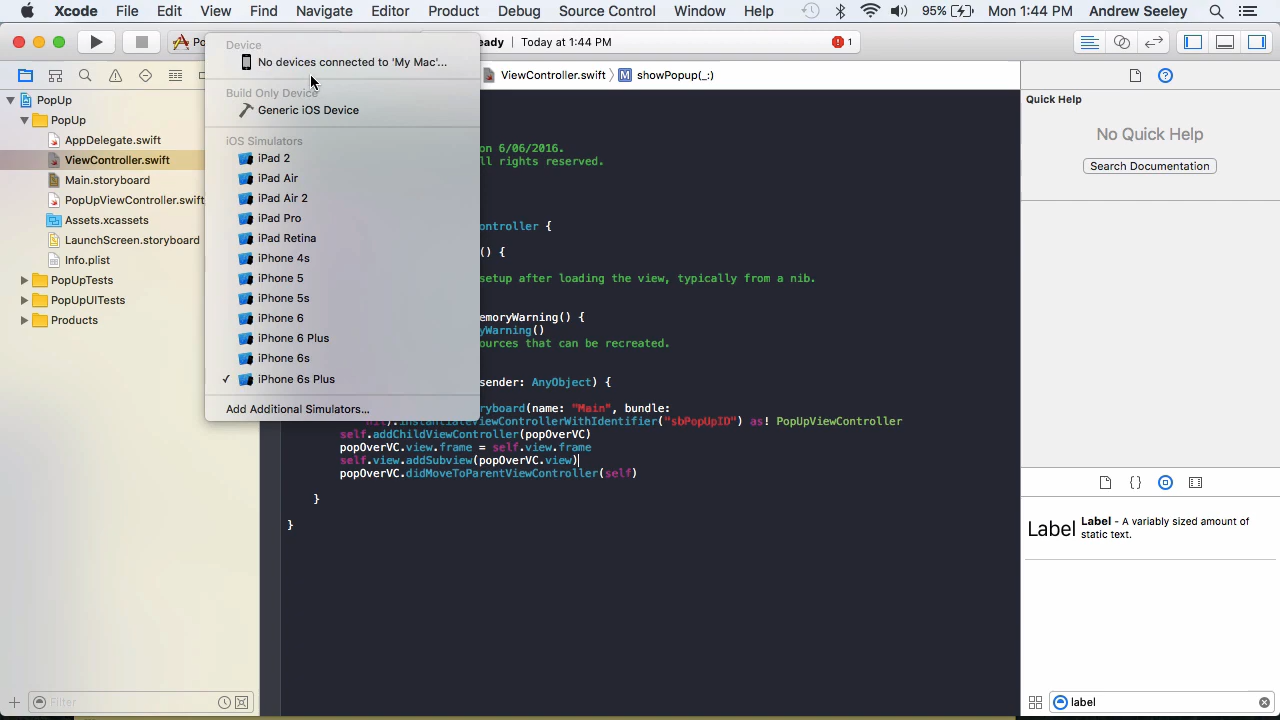 Xcode File Edit View Find Navigate Editor Product Debug Source Control Window Help 95% Mon 1:44 PM Andrew Seeley
eady | Today at 1:44 PM 1
Device
No devices connected to 'My Mac'...
Build Only Device
Generic iOS Device
iOS Simulators
iPad 2
iPad Air
iPad Air 2
iPad Pro
iPad Retina
iPhone 4s
iPhone 5
iPhone 5s
iPhone 6
iPhone 6 Plus
iPhone 6s
✓ iPhone 6s Plus
Add Additional Simulators...
PopUp
PopUp
AppDelegate.swift
ViewController.swift
Main.storyboard
PopUpViewController.swift
Assets.xcassets
LaunchScreen.storyboard
Info.plist
PopUpTests
PopUpUITests
Products
Filter
ViewController.swift M showPopup(_:)
on 6/06/2016.
ll rights reserved.
ontroller {
() {
setup after loading the view, typically from a nib.
emoryWarning() {
yWarning()
ources that can be recreated.
sender: AnyObject) {
ryboard(name: "Main", bundle:
nil).instantiateViewControllerWithIdentifier("sbPopUpID") as! PopUpViewController
self.addChildViewController(popOverVC)
popOverVC.view.frame = self.view.frame
self.view.addSubview(popOverVC.view)
popOverVC.didMoveToParentViewController(self)
}
}
Quick Help
No Quick Help
Search Documentation
{}
Label Label - A variably sized amount of
static text.
label